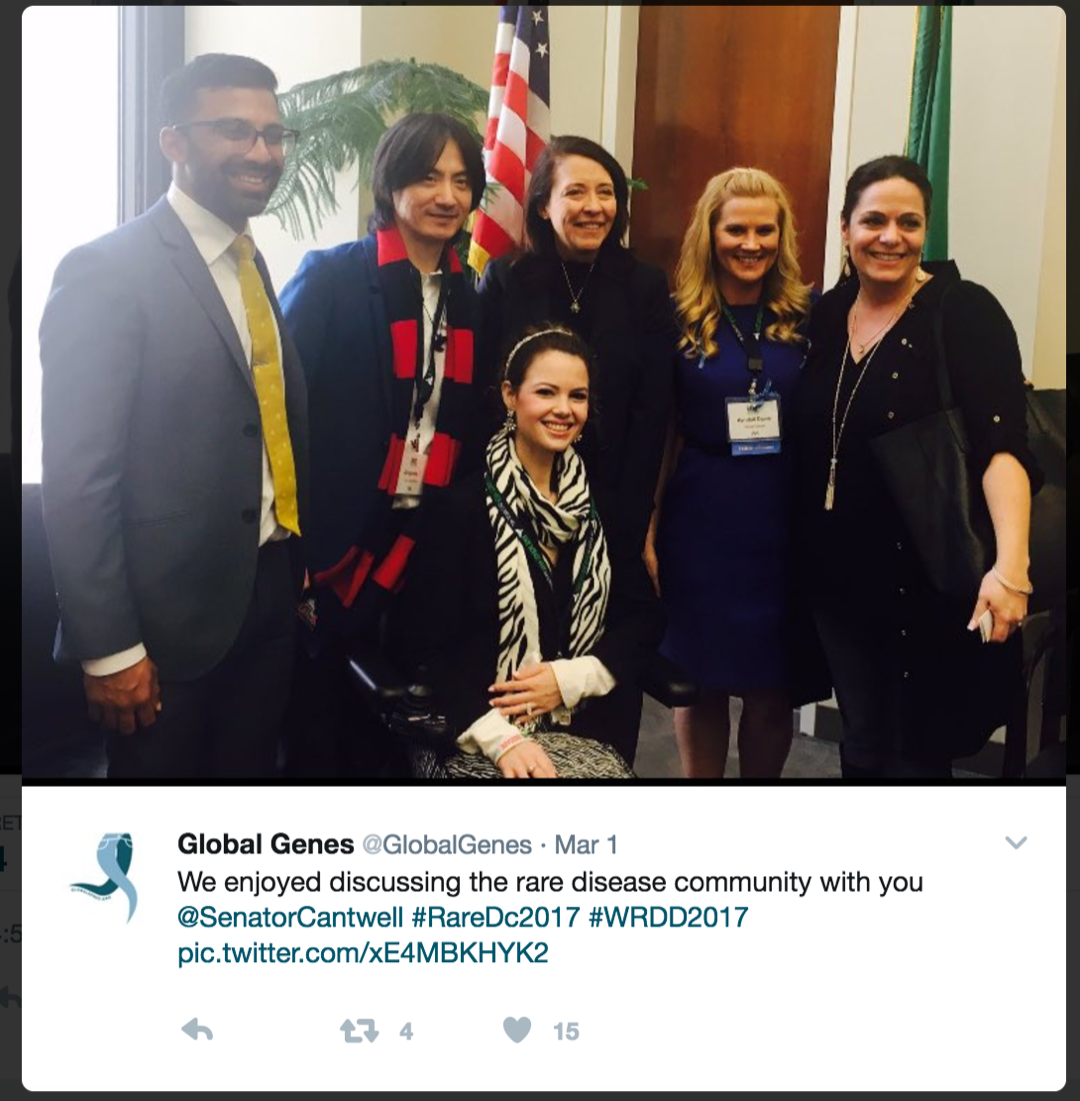 Global Genes @GlobalGenes · Mar 1
We enjoyed discussing the rare disease community with you
@SenatorCantwell #RareDc2017 #WRDD2017
pic.twitter.com/xE4MBKHYK2
4
15